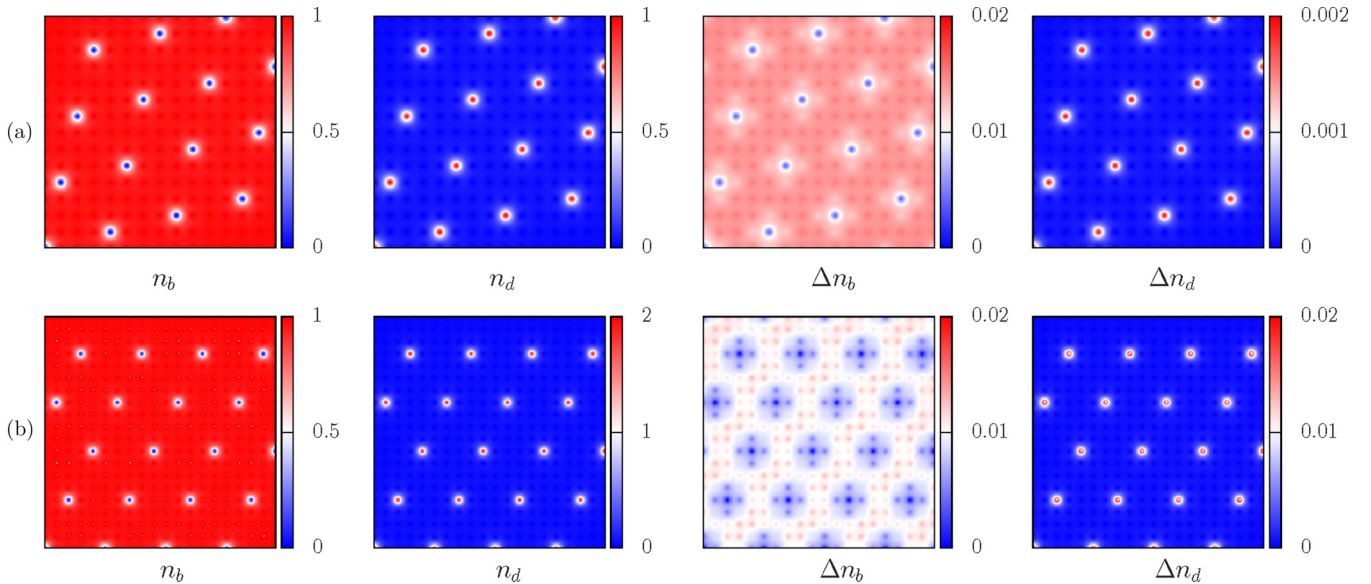 1 1 0.02 0.002
(a) 0.5 0.5 0.01 0.001
0 0 0 0
n_b n_d Δn_b Δn_d
1 2 0.02 0.02
(b) 0.5 1 0.01 0.01
0 0 0 0
n_b n_d Δn_b Δn_d